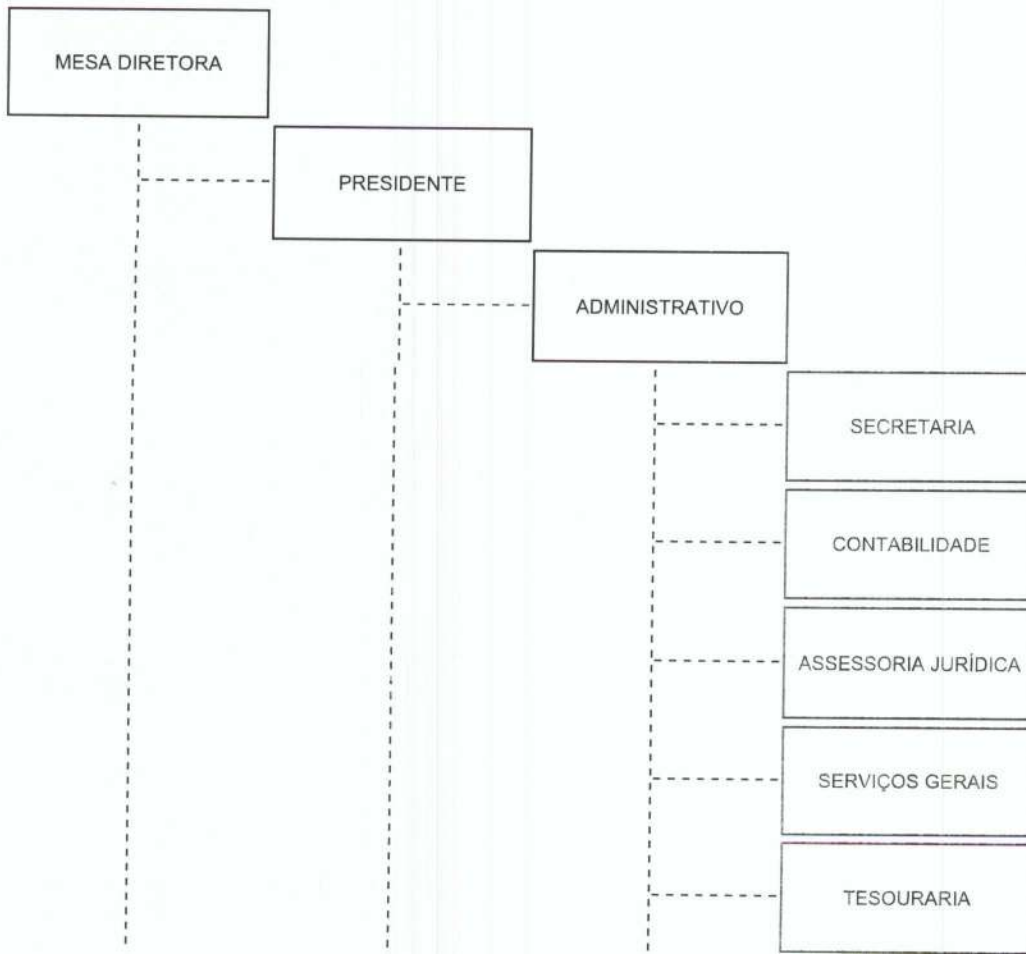 MESA DIRETORA
PRESIDENTE
ADMINISTRATIVO
SECRETARIA
CONTABILIDADE
ASSESSORIA JURÍDICA
SERVIÇOS GERAIS
TESOURARIA